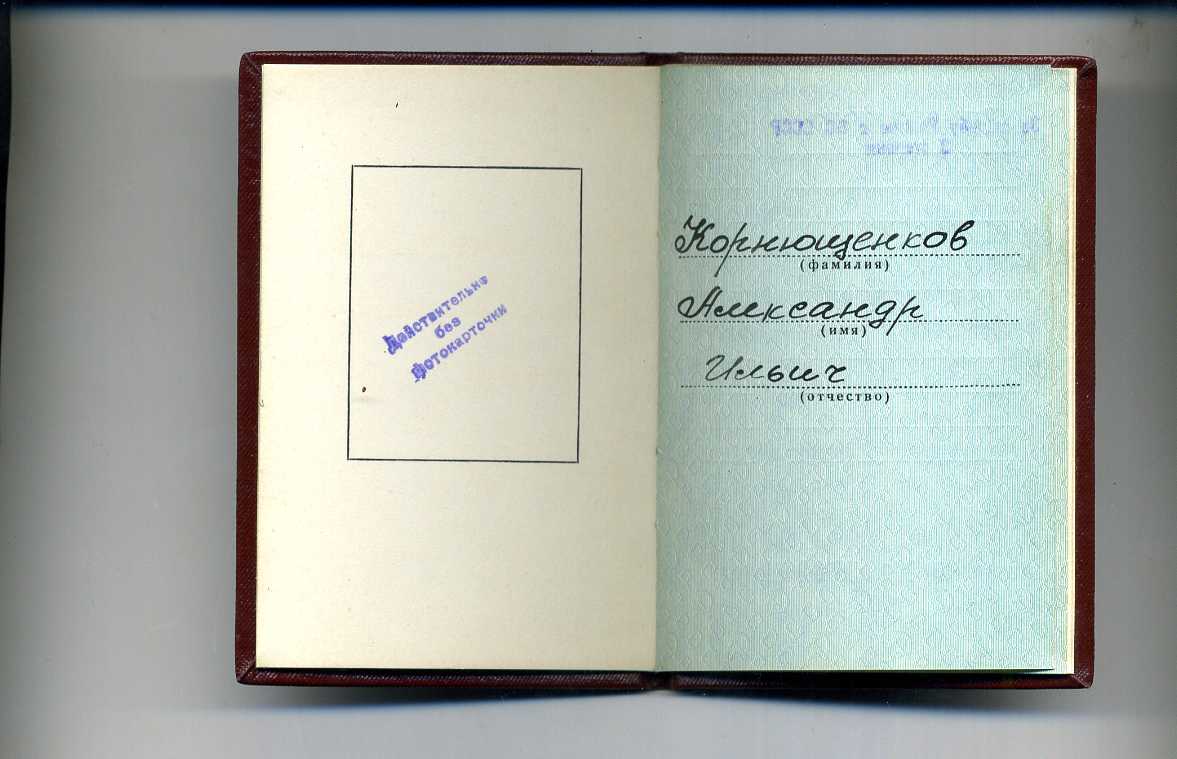 Действительно
без
фотокарточки
Корнющенков
(фамилия)
Александр
(имя)
Ильич
(отчество)